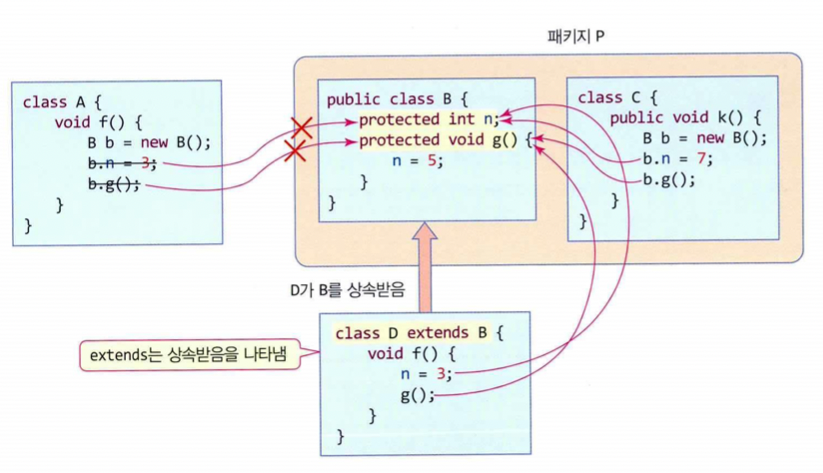 패키지 P
class A {
void f() {
B b = new B();
b.n = 3;
b.g();
}
}
public class B {
protected int n;
protected void g() {
n = 5;
}
}
class C {
public void k() {
B b = new B();
b.n = 7;
b.g();
}
}
D가 B를 상속받음
extends는 상속받음을 나타냄
class D extends B {
void f() {
n = 3;
g();
}
}